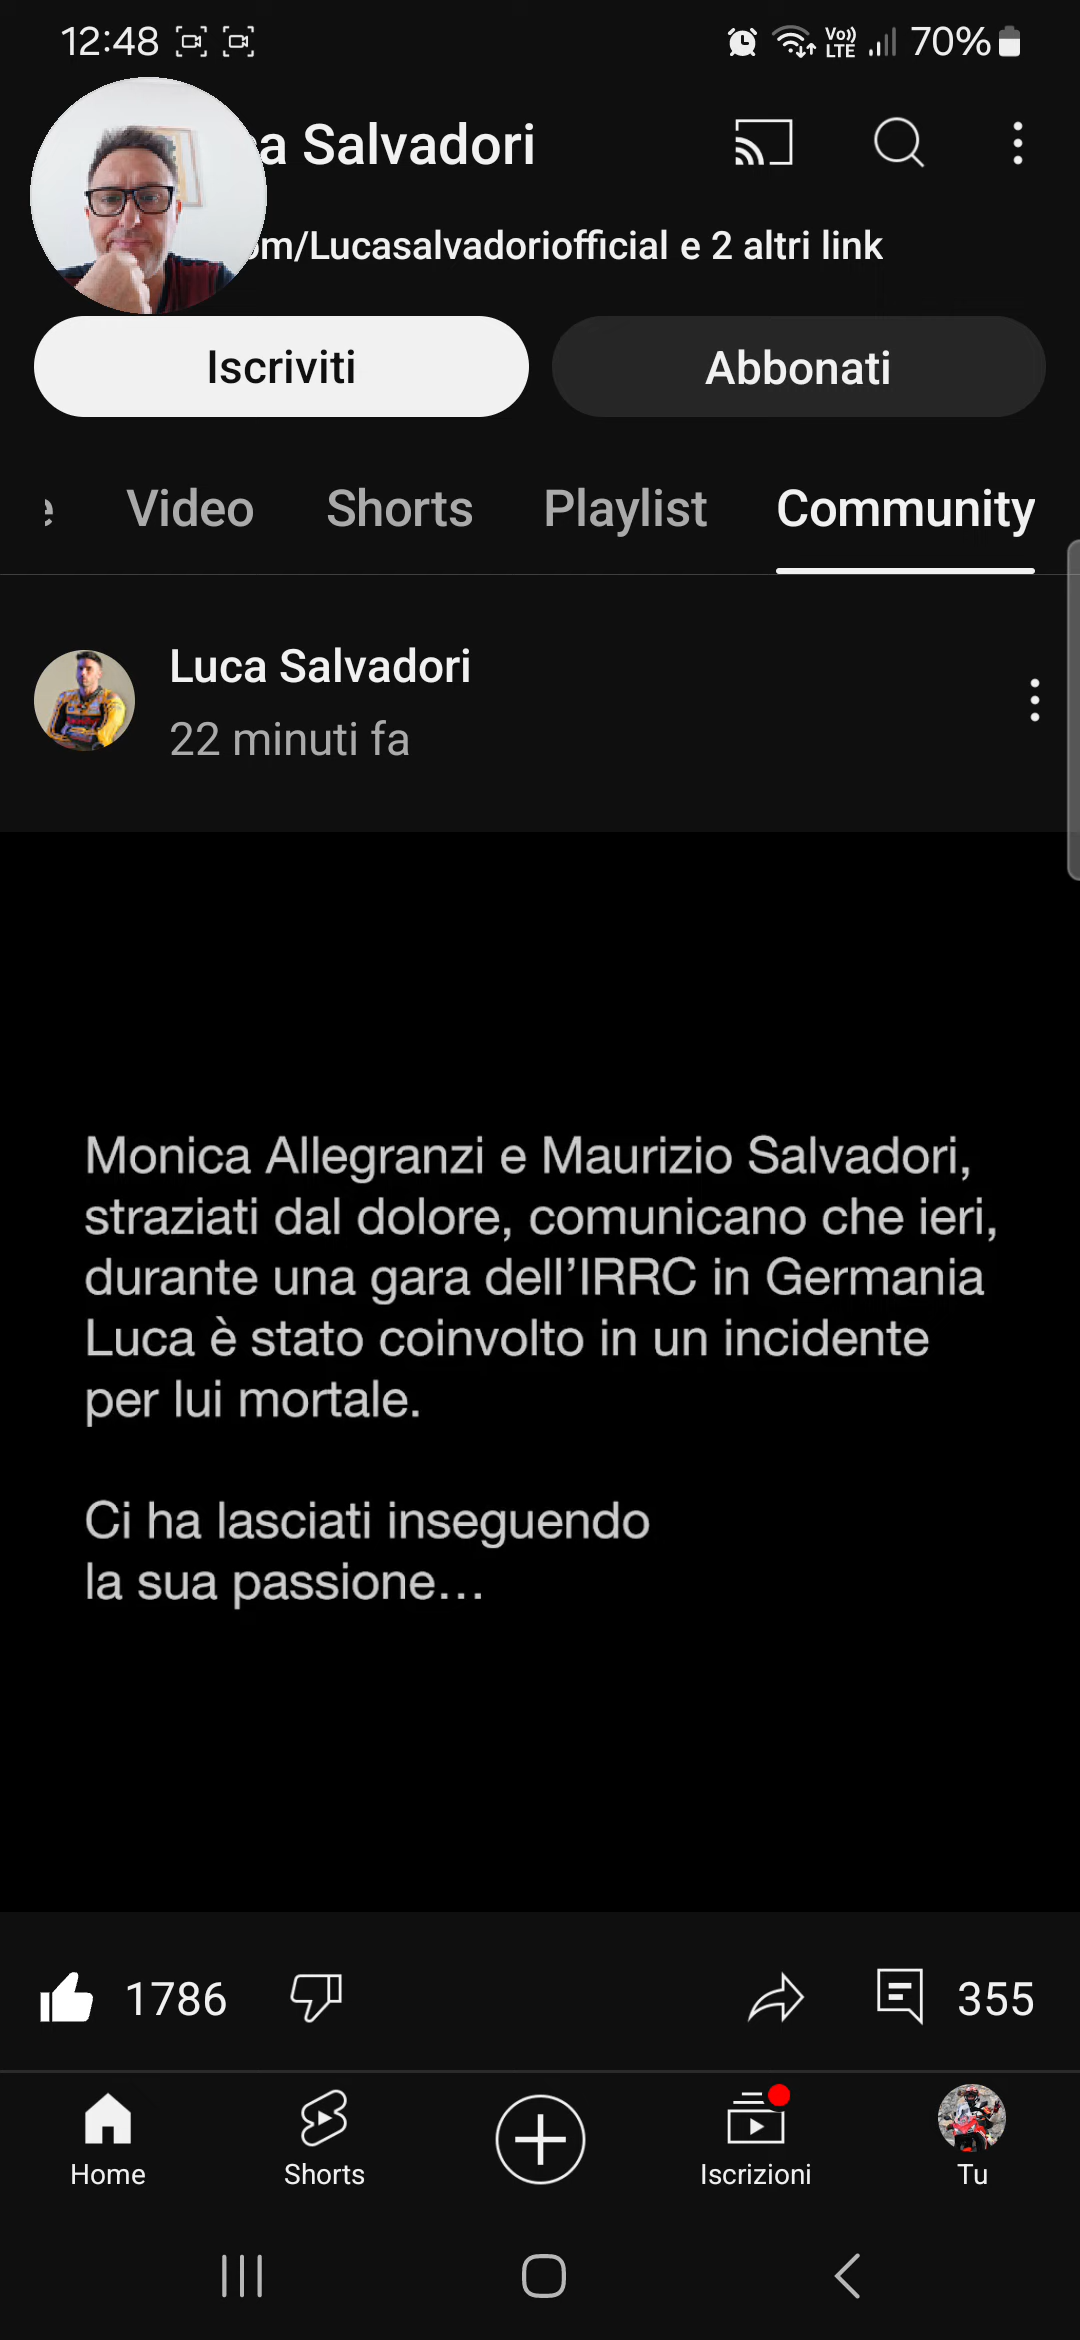 12:48
Vo))
LTE
70%
a Salvadori
om/Lucasalvadoriofficial e 2 altri link
Iscriviti
Abbonati
e
Video
Shorts
Playlist
Community
Luca Salvadori
22 minuti fa
Monica Allegranzi e Maurizio Salvadori,
straziati dal dolore, comunicano che ieri,
durante una gara dell’IRRC in Germania
Luca è stato coinvolto in un incidente
per lui mortale.
Ci ha lasciati inseguendo
la sua passione...
1786
355
Home
Shorts
Iscrizioni
Tu